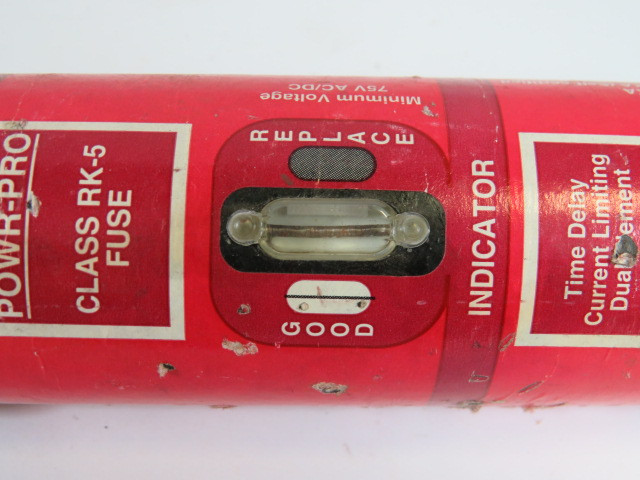 POWR-PRO
CLASS RK-5
FUSE
Minimum Voltage
75V AC/DC
REPLACE
GOOD
INDICATOR
Time Delay
Current Limiting
Dual Element